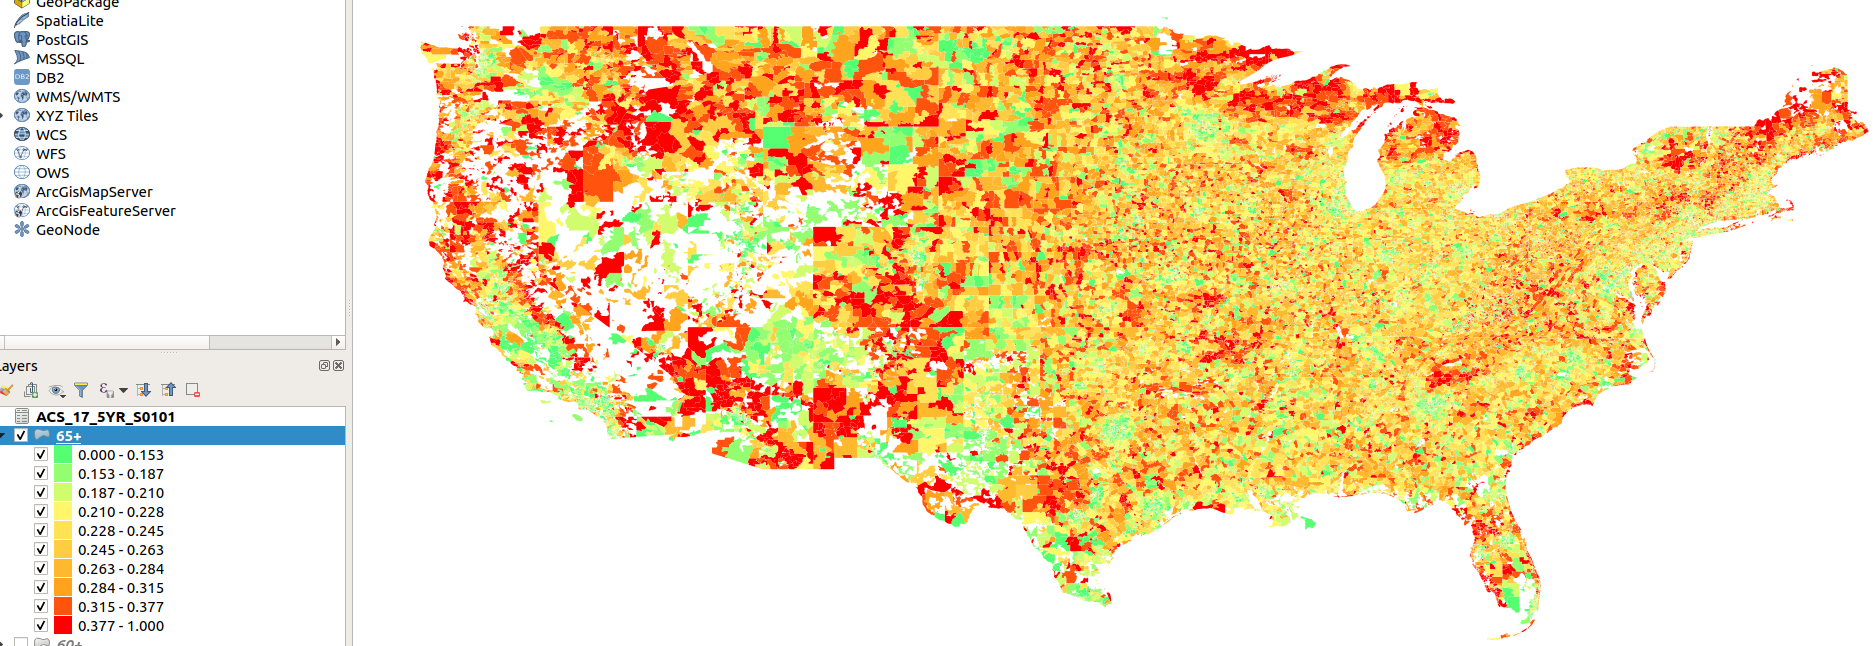 GeoPackage
SpatiaLite
PostGIS
MSSQL
DB2
WMS/WMTS
XYZ Tiles
WCS
WFS
OWS
ArcGisMapServer
ArcGisFeatureServer
GeoNode
ayers
ACS_17_5YR_S0101
65+
0.000 - 0.153
0.153 - 0.187
0.187 - 0.210
0.210 - 0.228
0.228 - 0.245
0.245 - 0.263
0.263 - 0.284
0.284 - 0.315
0.315 - 0.377
0.377 - 1.000
60+